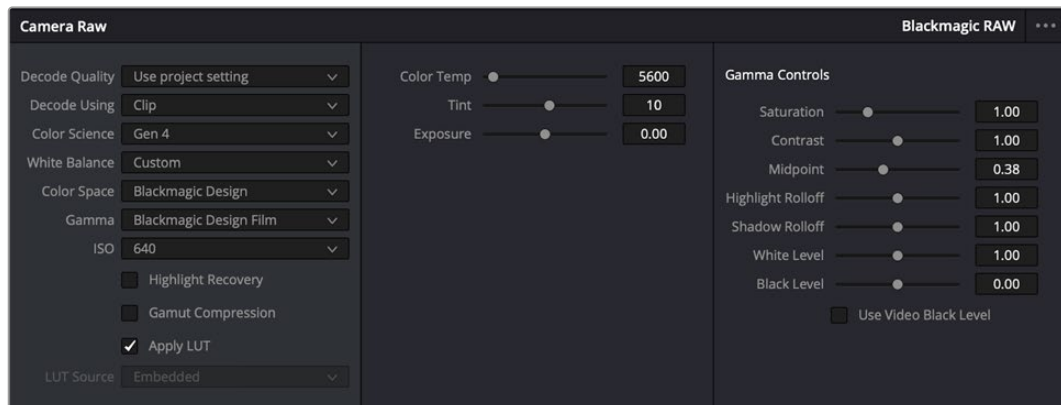 Camera Raw
Blackmagic RAW
Decode Quality Use project setting
Decode Using Clip
Color Science Gen 4
White Balance Custom
Color Space Blackmagic Design
Gamma Blackmagic Design Film
ISO 640
Highlight Recovery
Gamut Compression
Apply LUT
LUT Source Embedded
Color Temp 5600
Tint 10
Exposure 0.00
Gamma Controls
Saturation 1.00
Contrast 1.00
Midpoint 0.38
Highlight Rolloff 1.00
Shadow Rolloff 1.00
White Level 1.00
Black Level 0.00
Use Video Black Level